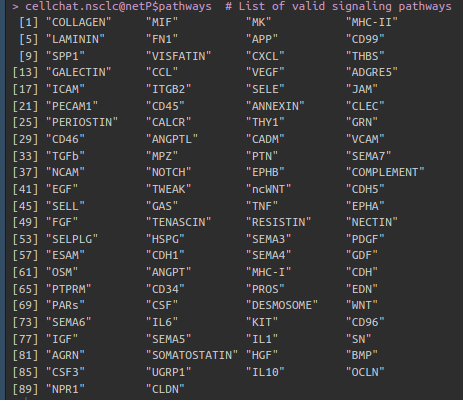 > cellchat.nsclc@netP$pathways  # List of valid signaling pathways
 [1] "COLLAGEN"     "MIF"          "MK"           "MHC-II"
 [5] "LAMININ"      "FN1"          "APP"          "CD99"
 [9] "SPP1"         "VISFATIN"     "CXCL"         "THBS"
[13] "GALECTIN"     "CCL"          "VEGF"         "ADGRE5"
[17] "ICAM"         "ITGB2"        "SELE"         "JAM"
[21] "PECAM1"       "CD45"         "ANNEXIN"      "CLEC"
[25] "PERIOSTIN"    "CALCR"        "THY1"         "GRN"
[29] "CD46"         "ANGPTL"       "CADM"         "VCAM"
[33] "TGFb"         "MPZ"          "PTN"          "SEMA7"
[37] "NCAM"         "NOTCH"        "EPHB"         "COMPLEMENT"
[41] "EGF"          "TWEAK"        "ncWNT"        "CDH5"
[45] "SELL"         "GAS"          "TNF"          "EPHA"
[49] "FGF"          "TENASCIN"     "RESISTIN"     "NECTIN"
[53] "SELPLG"       "HSPG"         "SEMA3"        "PDGF"
[57] "ESAM"         "CDH1"         "SEMA4"        "GDF"
[61] "OSM"          "ANGPT"        "MHC-I"        "CDH"
[65] "PTPRM"        "CD34"         "PROS"         "EDN"
[69] "PARs"         "CSF"          "DESMOSOME"    "WNT"
[73] "SEMA6"        "IL6"          "KIT"          "CD96"
[77] "IGF"          "SEMA5"        "IL1"          "SN"
[81] "AGRN"         "SOMATOSTATIN" "HGF"          "BMP"
[85] "CSF3"         "UGRP1"        "IL10"         "OCLN"
[89] "NPR1"         "CLDN"